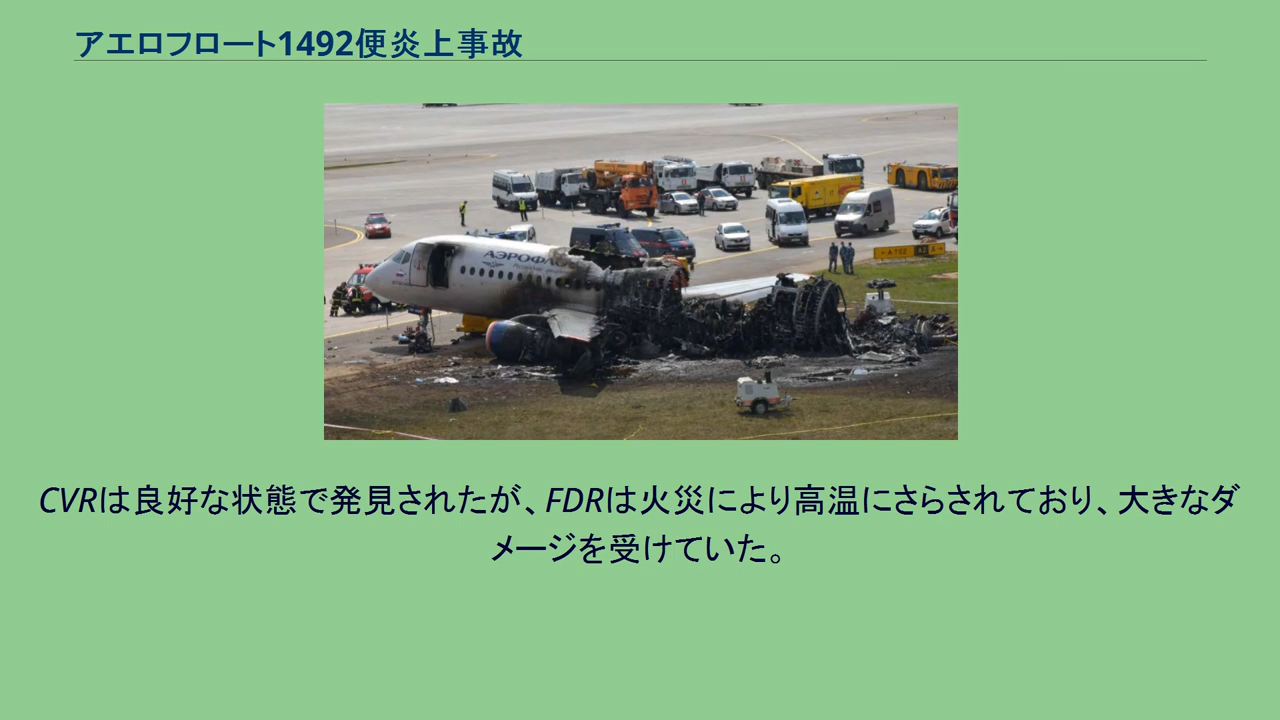 アエロフロート1492便炎上事故
АЭРОФЛ
CVRは良好な状態で発見されたが、FDRは火災により高温にさらされており、大きなダ
メージを受けていた。